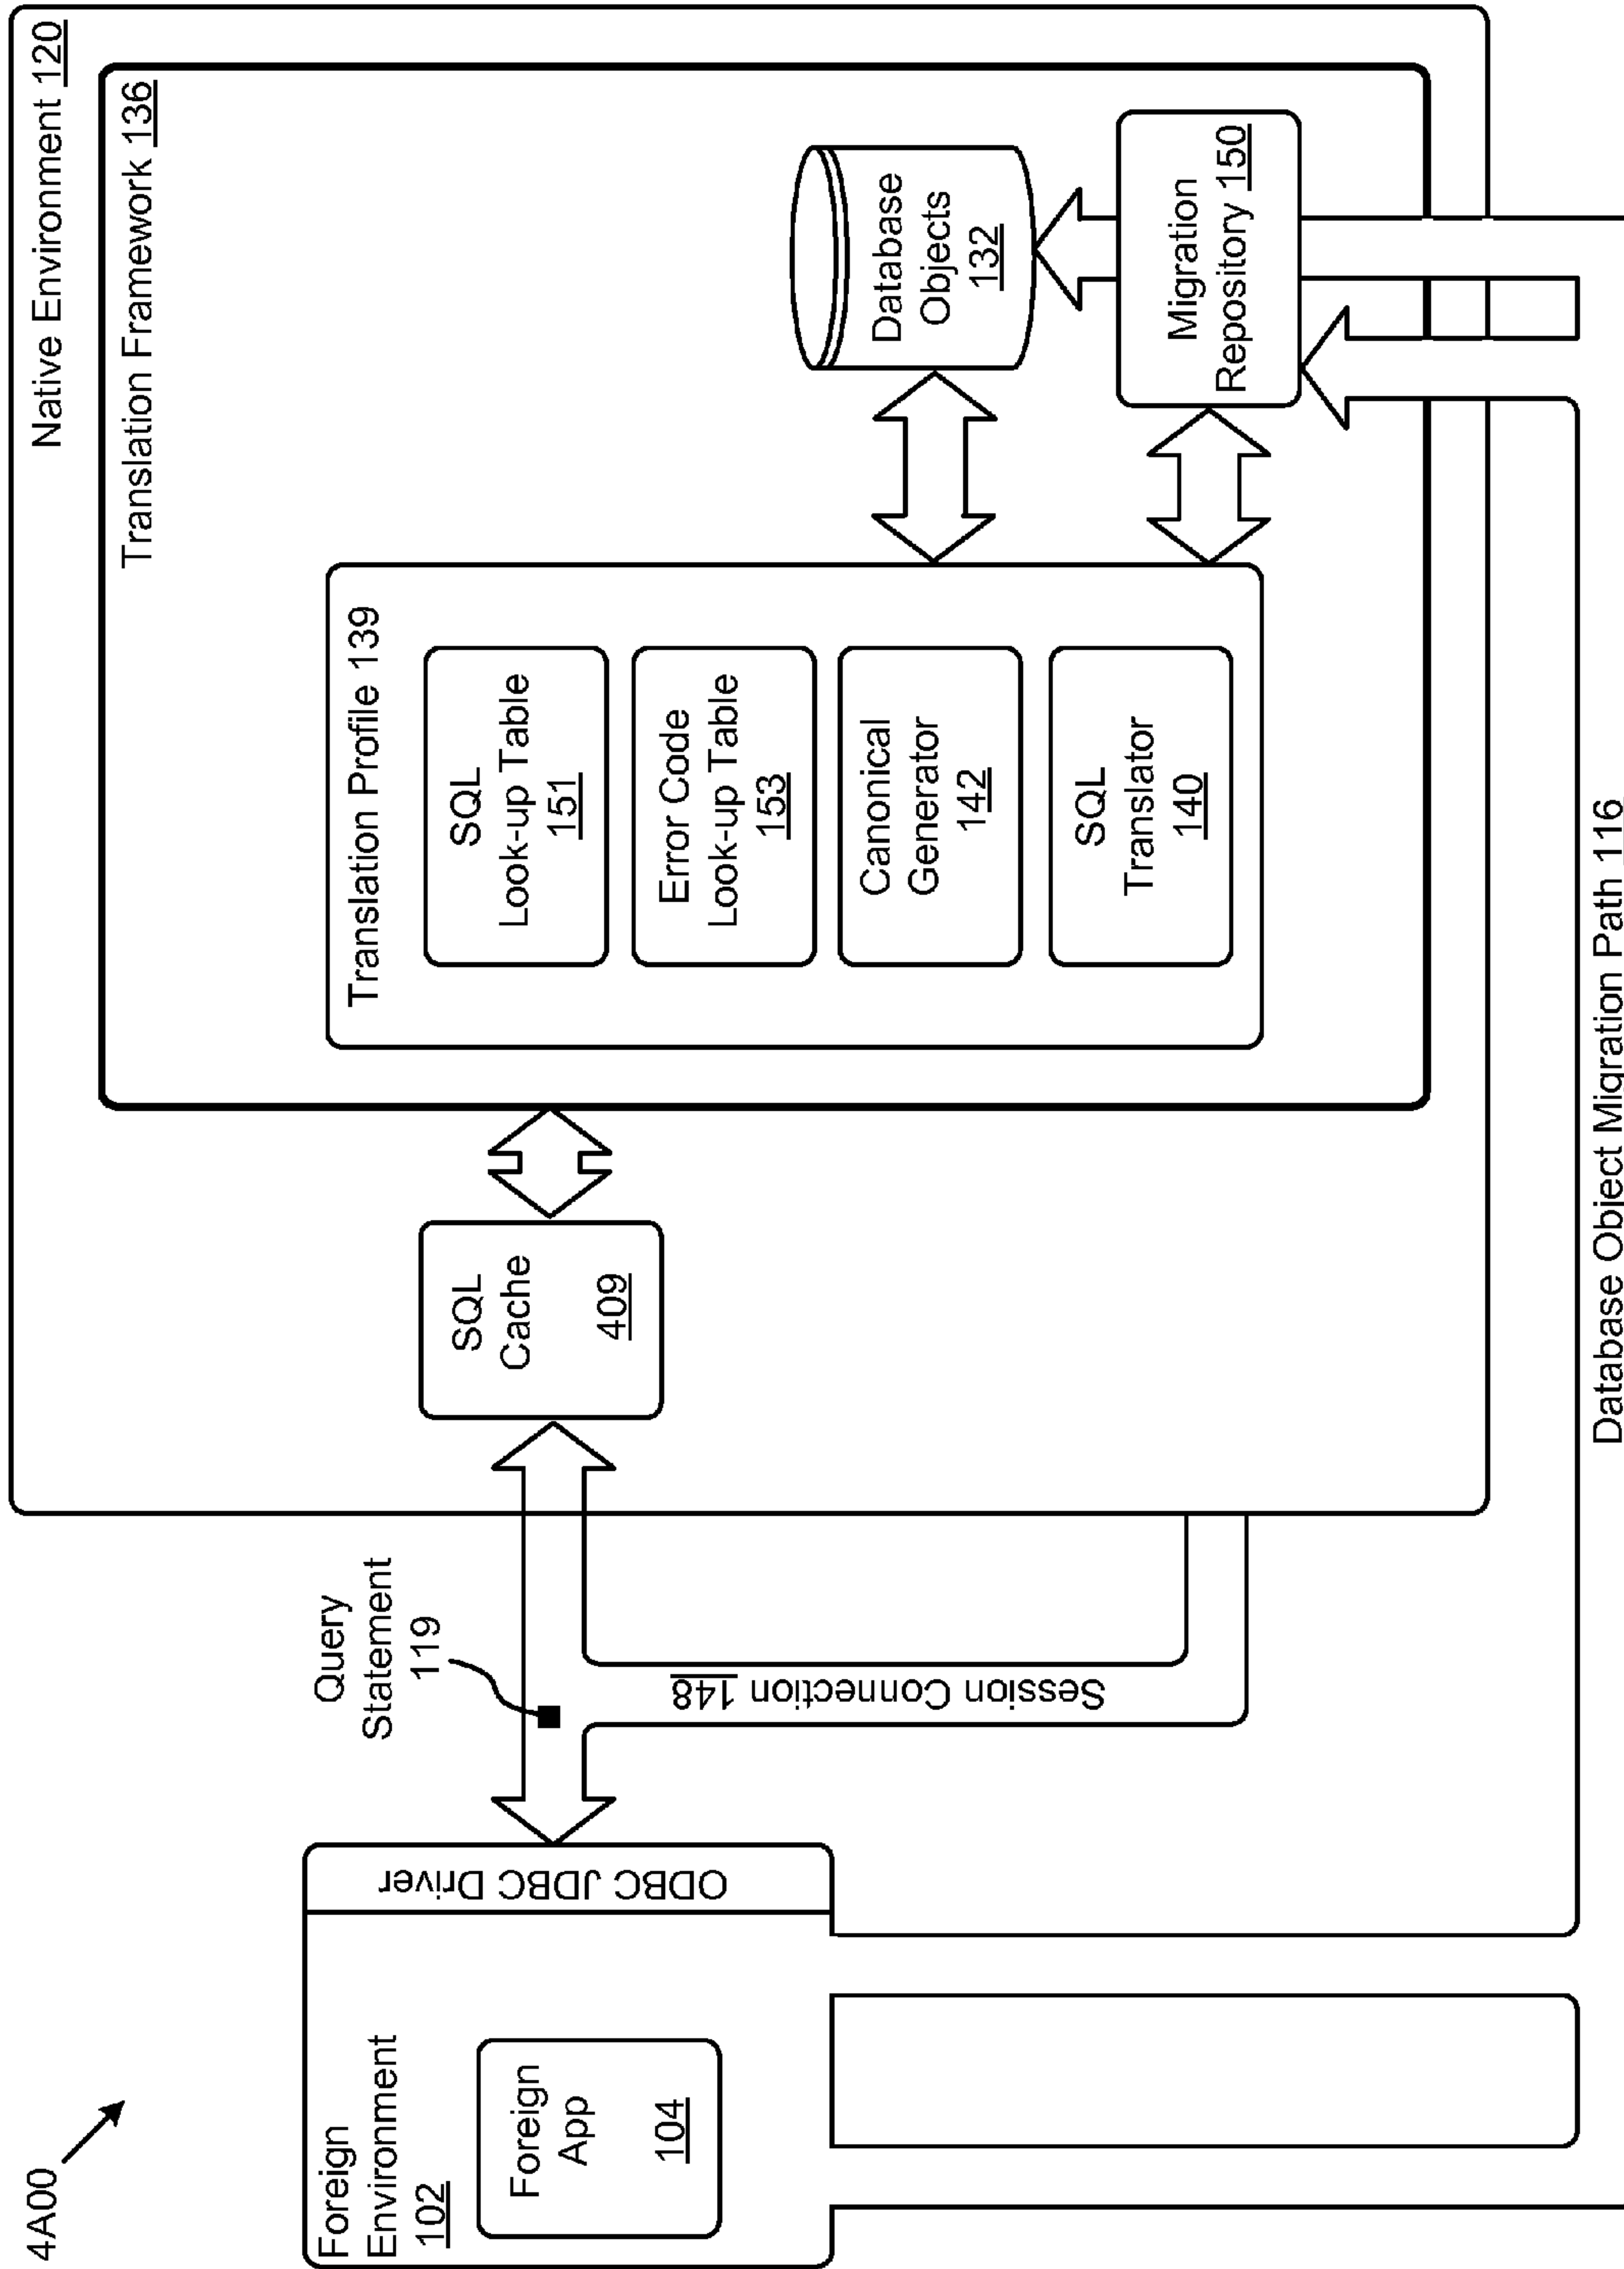 4A00
Foreign
Environment
102
Foreign
App
104
ODBC JDBC Driver
Query
Statement
119
Session Connection 148
SQL
Cache
409
Native Environment 120
Translation Framework 136
Translation Profile 139
SQL
Look-up Table
151
Error Code
Look-up Table
153
Canonical
Generator
142
SQL
Translator
140
Database
Objects
132
Migration
Repository 150
Database Object Migration Path 116